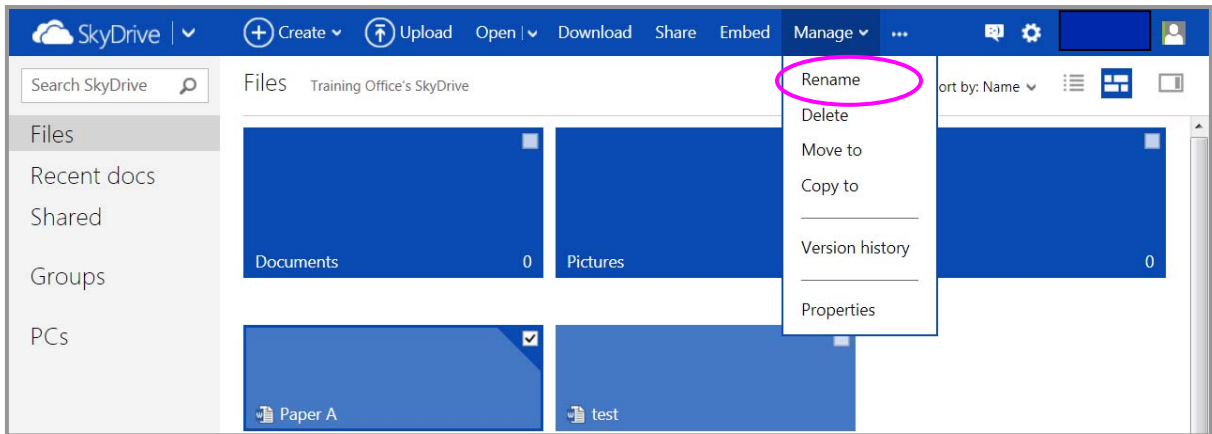 SkyDrive Create Upload Open Download Share Embed Manage ...
Search SkyDrive
Files Training Office's SkyDrive
ort by: Name
Rename
Delete
Move to
Copy to
Version history
Properties
Files
Recent docs
Shared
Groups
PCs
Documents 0
Pictures
0
Paper A
test